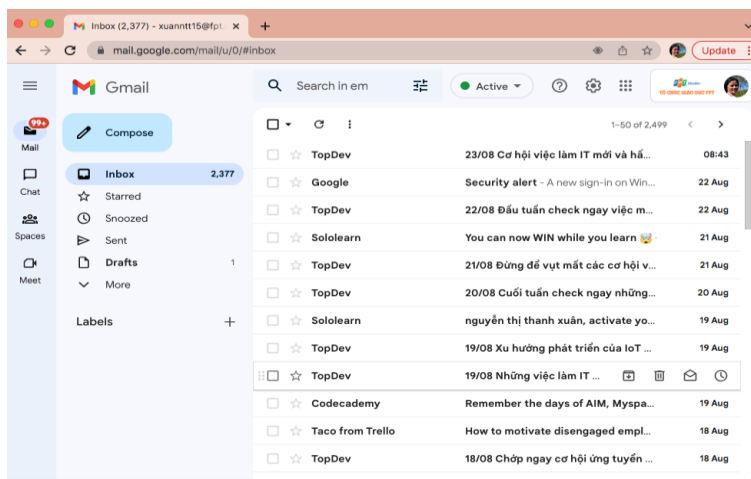 Inbox (2,377) - xuanntt15@fpt.
mail.google.com/mail/u/0/#inbox
Update
Gmail
Search in em
Active
TỔ CHỨC GIÁO DỤC FPT
99+
Mail
Compose
1–50 of 2,499
Inbox 2,377
TopDev 23/08 Cơ hội việc làm IT mới và hấ... 08:43
Chat
Starred
Google Security alert - A new sign-in on Win... 22 Aug
Snoozed
TopDev 22/08 Đầu tuần check ngay việc m... 22 Aug
Spaces
Sent
Sololearn You can now WIN while you learn 🤯 - 21 Aug
Drafts 1
TopDev 21/08 Đừng để vụt mất các cơ hội v... 21 Aug
Meet
More
TopDev 20/08 Cuối tuần check ngay những... 20 Aug
Labels
Sololearn nguyễn thị thanh xuân, activate yo... 19 Aug
TopDev 19/08 Xu hướng phát triển của IoT ... 19 Aug
TopDev 19/08 Những việc làm IT ...
Codecademy Remember the days of AIM, Myspa... 19 Aug
Taco from Trello How to motivate disengaged empl... 18 Aug
TopDev 18/08 Chớp ngay cơ hội ứng tuyển ... 18 Aug